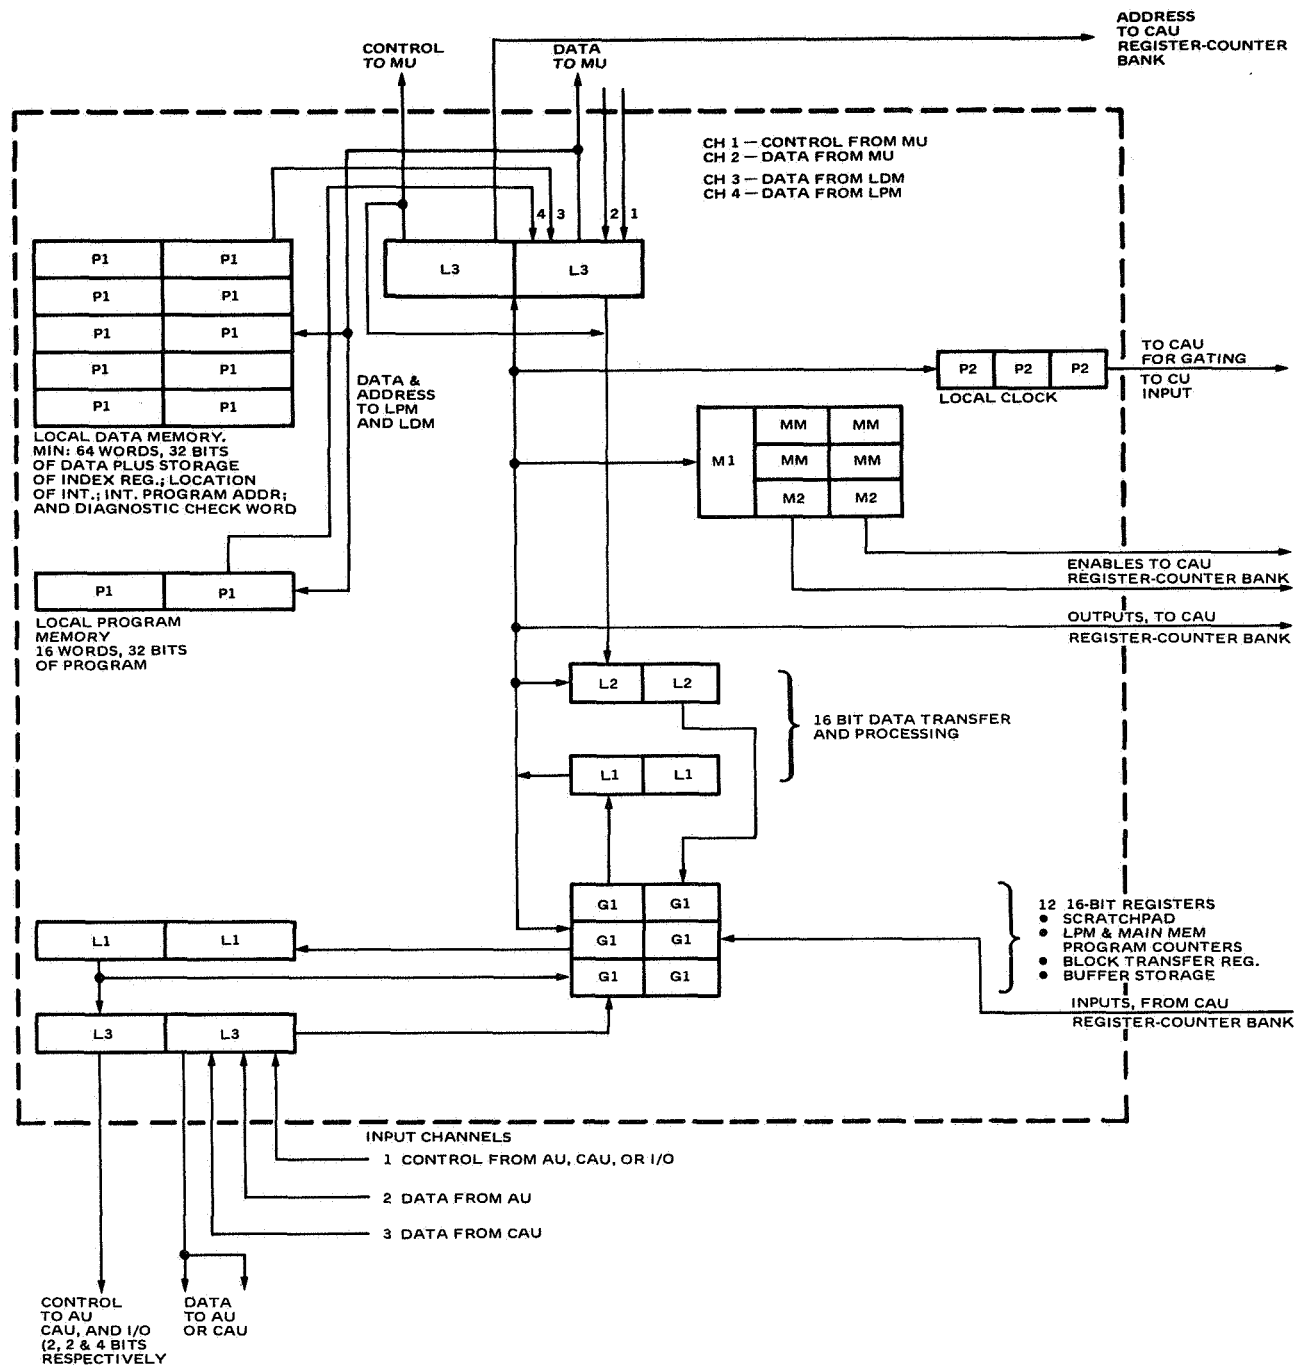 ADDRESS
TO CAU
REGISTER-COUNTER
BANK
CONTROL
TO MU
DATA
TO MU
CH 1 — CONTROL FROM MU
CH 2 — DATA FROM MU
CH 3 — DATA FROM LDM
CH 4 — DATA FROM LPM
4 3 2 1
P1 P1
P1 P1
P1 P1
P1 P1
P1 P1
L3 L3
LOCAL DATA MEMORY.
MIN: 64 WORDS, 32 BITS
OF DATA PLUS STORAGE
OF INDEX REG.; LOCATION
OF INT.; INT. PROGRAM ADDR;
AND DIAGNOSTIC CHECK WORD
DATA &
ADDRESS
TO LPM
AND LDM
P2 P2 P2
LOCAL CLOCK
TO CAU
FOR GATING
TO CU
INPUT
M1
MM MM
MM MM
M2 M2
ENABLES TO CAU
REGISTER-COUNTER BANK
P1 P1
LOCAL PROGRAM
MEMORY
16 WORDS, 32 BITS
OF PROGRAM
OUTPUTS, TO CAU
REGISTER-COUNTER BANK
L2 L2
16 BIT DATA TRANSFER
AND PROCESSING
L1 L1
G1 G1
G1 G1
G1 G1
12 16-BIT REGISTERS
● SCRATCHPAD
● LPM & MAIN MEM
PROGRAM COUNTERS
● BLOCK TRANSFER REG.
● BUFFER STORAGE
INPUTS, FROM CAU
REGISTER-COUNTER BANK
L1 L1
L3 L3
INPUT CHANNELS
1 CONTROL FROM AU, CAU, OR I/O
2 DATA FROM AU
3 DATA FROM CAU
CONTROL
TO AU
CAU, AND I/O
(2, 2 & 4 BITS
RESPECTIVELY
DATA
TO AU
OR CAU